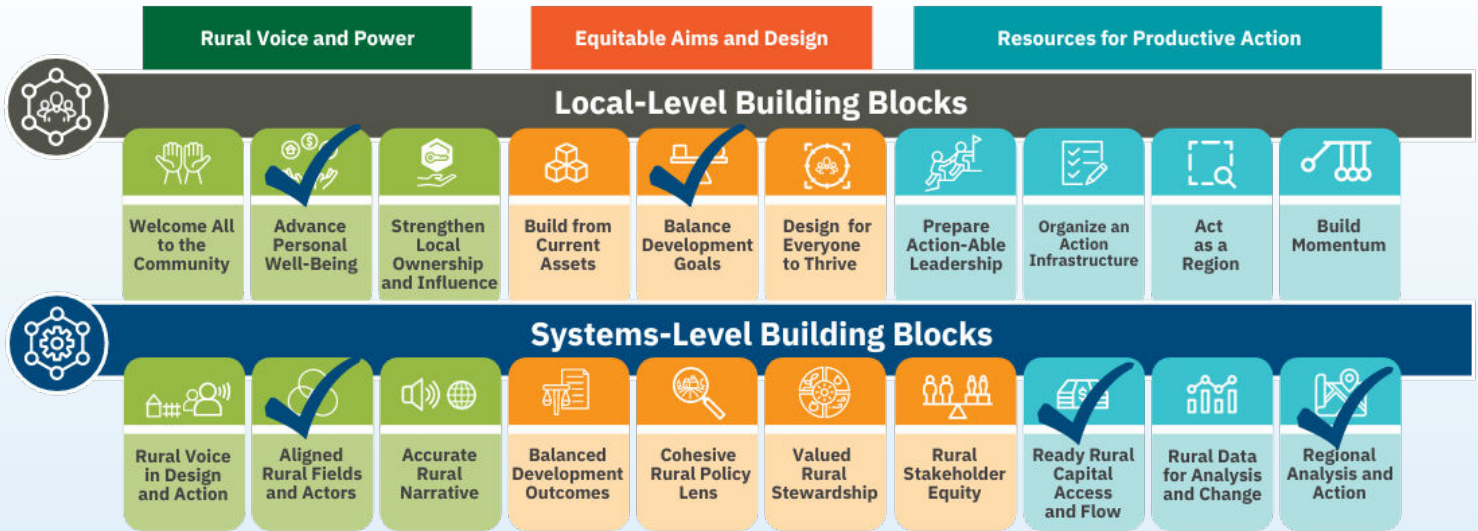 Rural Voice and Power
Equitable Aims and Design
Resources for Productive Action
Local-Level Building Blocks
Welcome All
to the
Community
Advance
Personal
Well-Being
Strengthen
Local
Ownership
and Influence
Build from
Current
Assets
Balance
Development
Goals
Design for
Everyone
to Thrive
Prepare
Action-Able
Leadership
Organize an
Action
Infrastructure
Act
as a
Region
Build
Momentum
Systems-Level Building Blocks
Rural Voice
in Design
and Action
Aligned
Rural Fields
and Actors
Accurate
Rural
Narrative
Balanced
Development
Outcomes
Cohesive
Rural Policy
Lens
Valued
Rural
Stewardship
Rural
Stakeholder
Equity
Ready Rural
Capital
Access
and Flow
Rural Data
for Analysis
and Change
Regional
Analysis and
Action